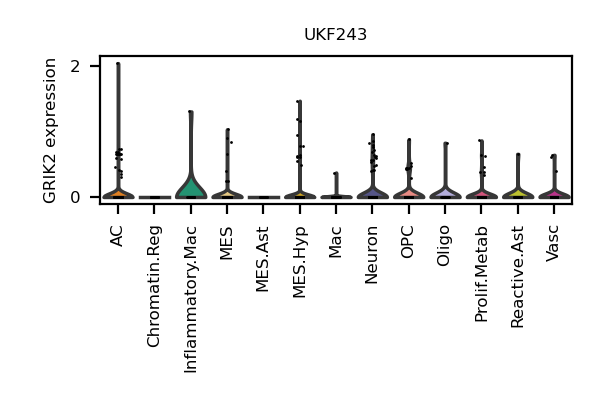 UKF243
GRIK2 expression
2
0
AC
Chromatin.Reg
Inflammatory.Mac
MES
MES.Ast
MES.Hyp
Mac
Neuron
OPC
Oligo
Prolif.Metab
Reactive.Ast
Vasc